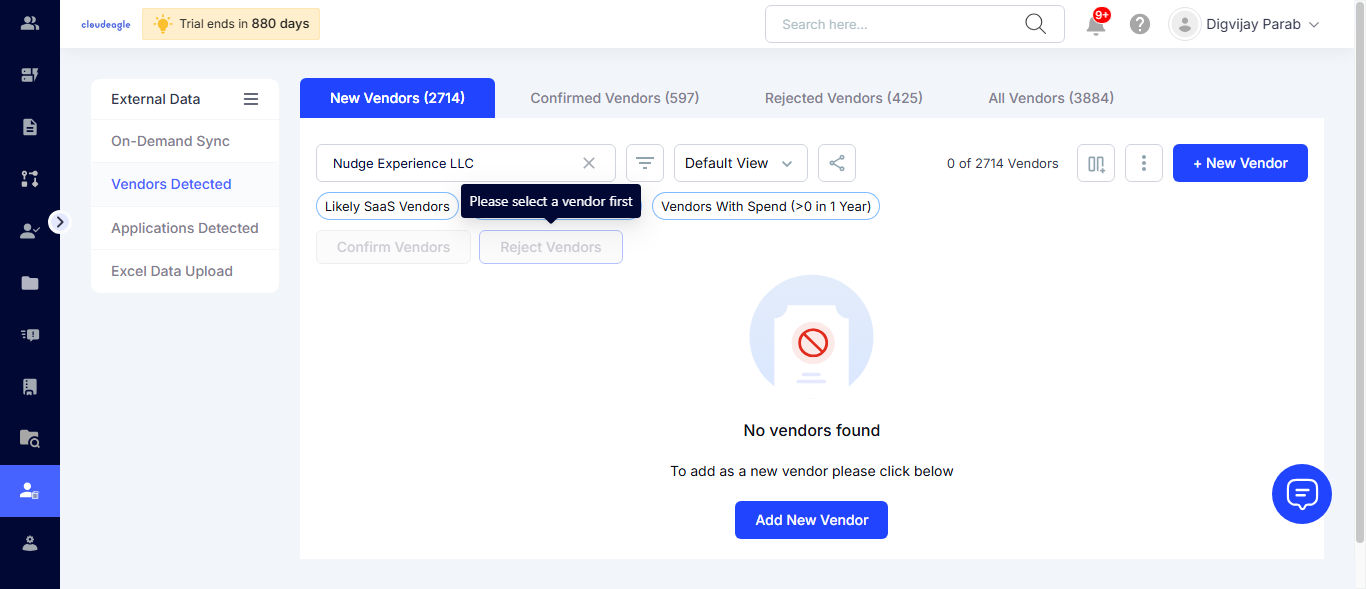 cloudeagle
Trial ends in 880 days
Search here...
9+
?
Digvijay Parab
External Data
On-Demand Sync
Vendors Detected
Applications Detected
Excel Data Upload
New Vendors (2714)
Confirmed Vendors (597)
Rejected Vendors (425)
All Vendors (3884)
Nudge Experience LLC
Default View
0 of 2714 Vendors
+ New Vendor
Likely SaaS Vendors
Please select a vendor first
Vendors With Spend (>0 in 1 Year)
Confirm Vendors
Reject Vendors
No vendors found
To add as a new vendor please click below
Add New Vendor